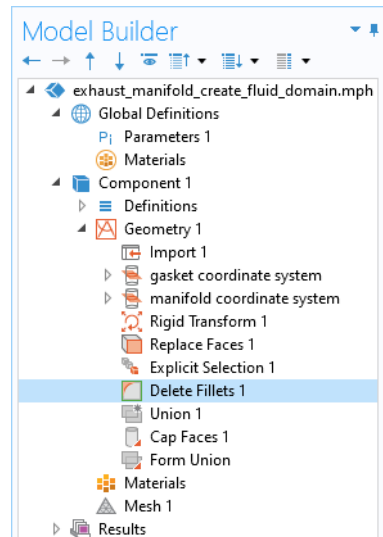 Model Builder
exhaust_manifold_create_fluid_domain.mph
Global Definitions
Pi Parameters 1
Materials
Component 1
Definitions
Geometry 1
Import 1
gasket coordinate system
manifold coordinate system
Rigid Transform 1
Replace Faces 1
Explicit Selection 1
Delete Fillets 1
Union 1
Cap Faces 1
Form Union
Materials
Mesh 1
Results